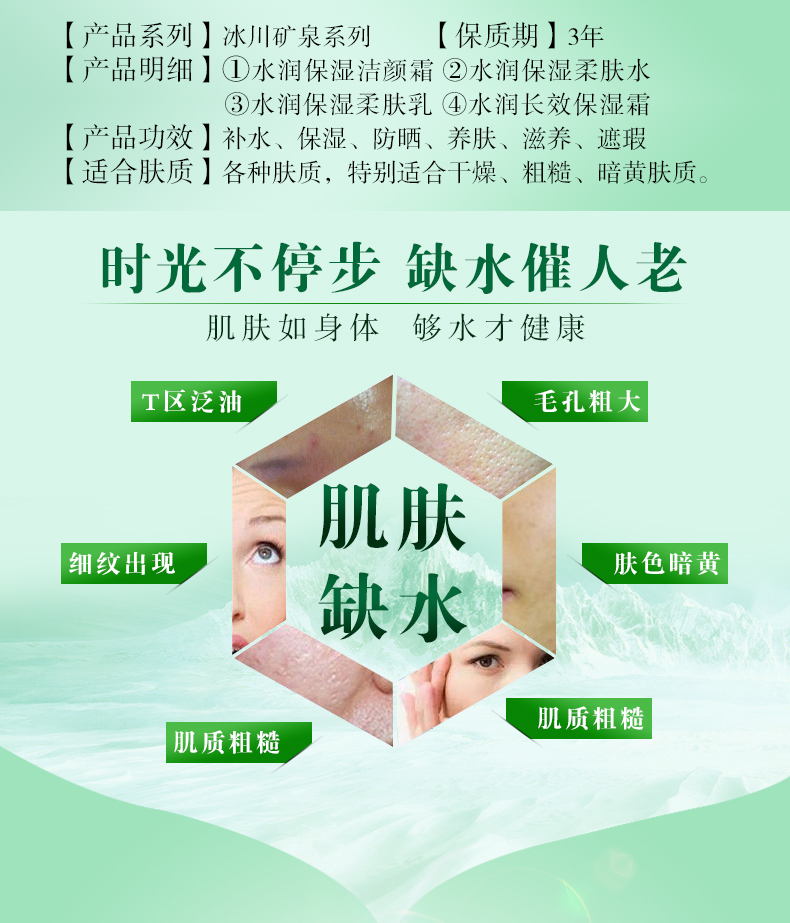 【产品系列】冰川矿泉系列 【保质期】3年
【产品明细】①水润保湿洁颜霜 ②水润保湿柔肤水
③水润保湿柔肤乳 ④水润长效保湿霜
【产品功效】补水、保湿、防晒、养肤、滋养、遮瑕
【适合肤质】各种肤质，特别适合干燥、粗糙、暗黄肤质。
时光不停步 缺水催人老
肌肤如身体 够水才健康
T区泛油
毛孔粗大
肌肤
缺水
细纹出现
肤色暗黄
肌质粗糙
肌质粗糙